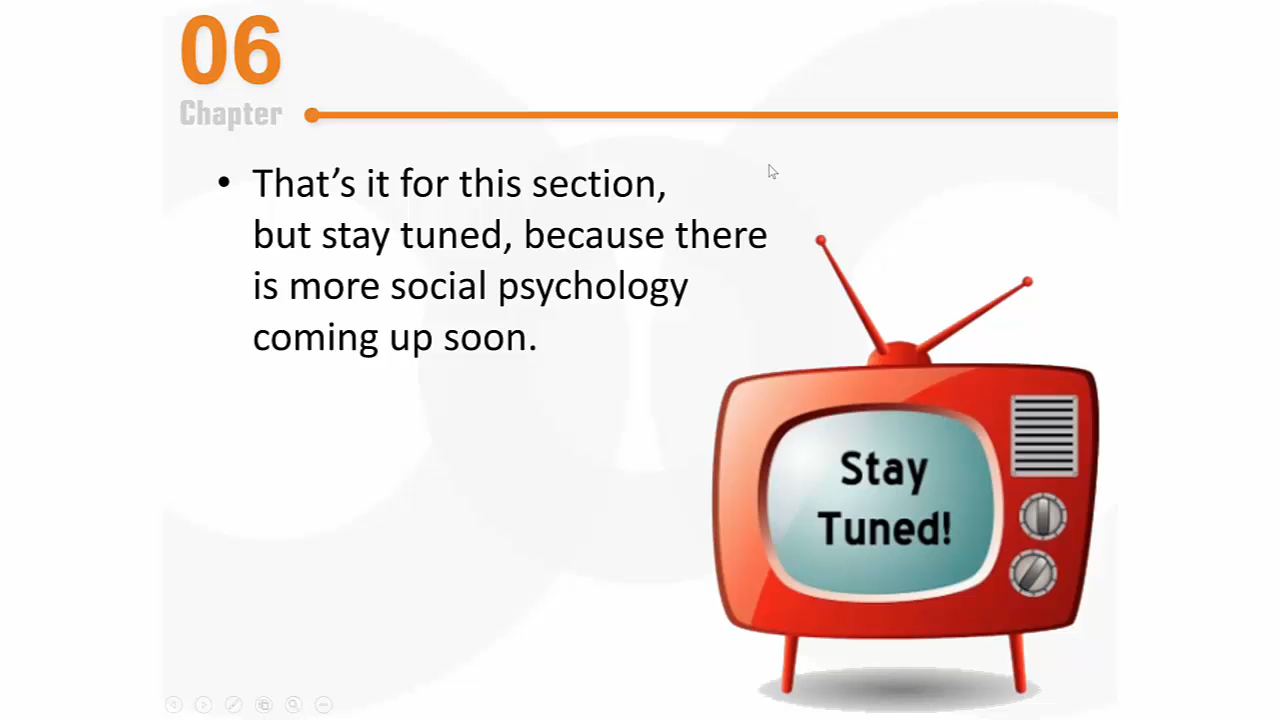 06
Chapter
• That’s it for this section,
but stay tuned, because there
is more social psychology
coming up soon.
Stay
Tuned!